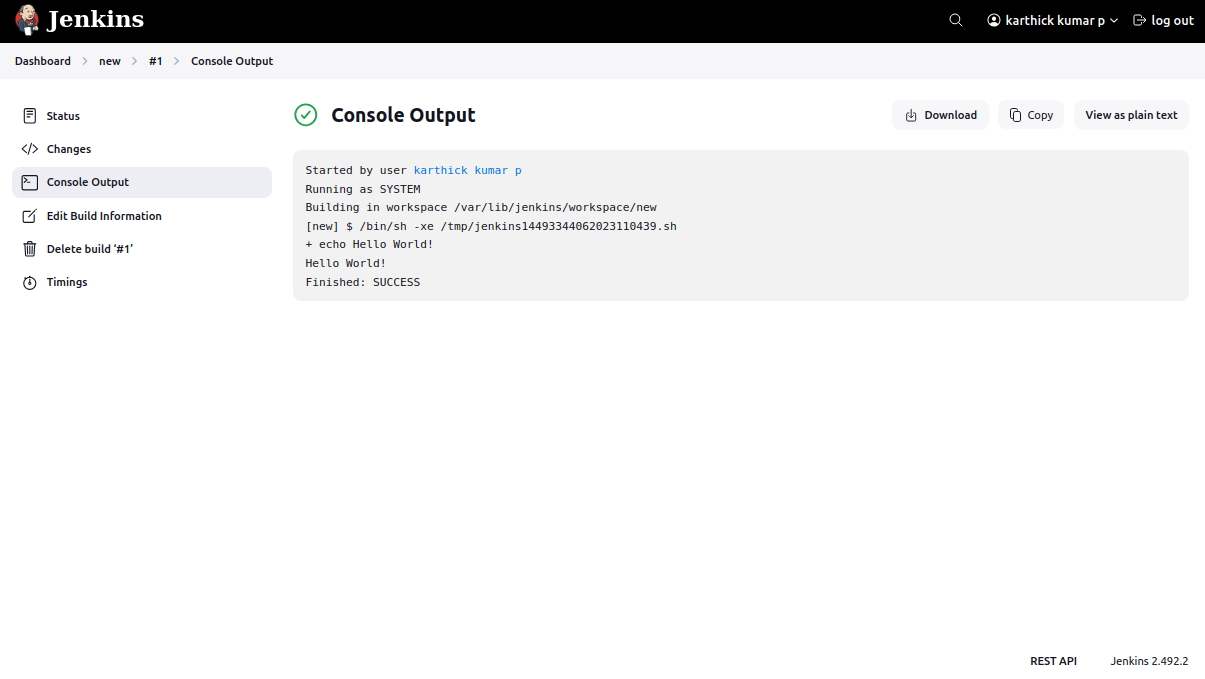 Jenkins
karthick kumar p
log out
Dashboard
new
#1
Console Output
Status
Changes
Console Output
Edit Build Information
Delete build ‘#1’
Timings
Console Output
Download
Copy
View as plain text
Started by user karthick kumar p
Running as SYSTEM
Building in workspace /var/lib/jenkins/workspace/new
[new] $ /bin/sh -xe /tmp/jenkins14493344062023110439.sh
+ echo Hello World!
Hello World!
Finished: SUCCESS
REST API
Jenkins 2.492.2